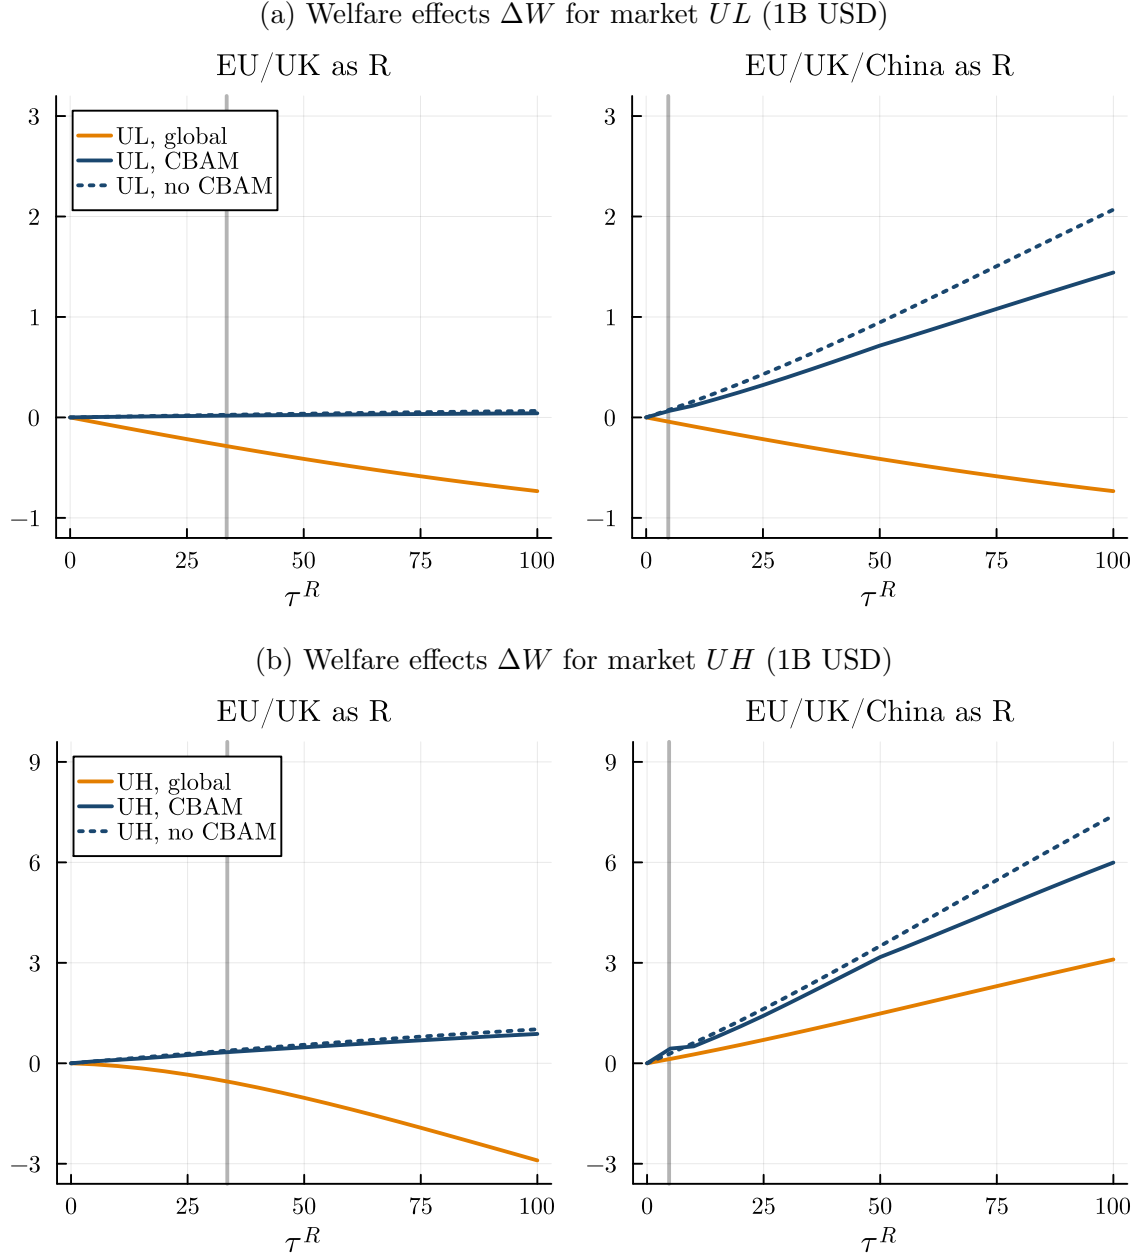 (a) Welfare effects ΔW for market UL (1B USD)
EU/UK as R
EU/UK/China as R
3
2
1
0
−1
UL, global
UL, CBAM
UL, no CBAM
0 25 50 75 100
τ^R
3
2
1
0
−1
0 25 50 75 100
τ^R
(b) Welfare effects ΔW for market UH (1B USD)
EU/UK as R
EU/UK/China as R
9
6
3
0
−3
UH, global
UH, CBAM
UH, no CBAM
0 25 50 75 100
τ^R
9
6
3
0
−3
0 25 50 75 100
τ^R